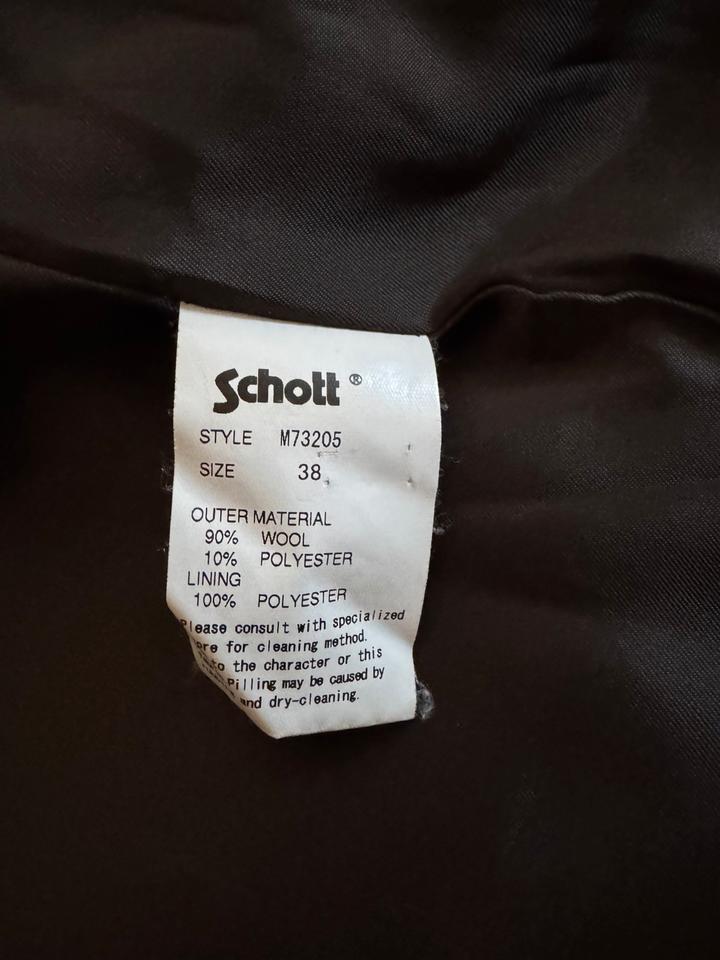 Schott®
STYLE M73205
SIZE 38
OUTER MATERIAL
90% WOOL
10% POLYESTER
LINING
100% POLYESTER
Please consult with specialized
for cleaning method.
to the character or this
Pilling may be caused by
and dry-cleaning.